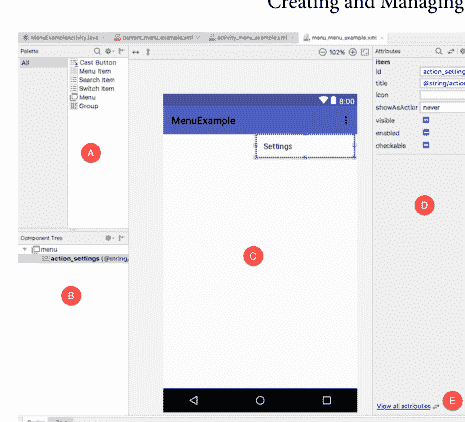 Creating and Managing
MenuExampleActivity.java
content_menu_example.xml
activity_menu_example.xml
menu_menu_example.xml
Palette
All
Cast Button
Menu Item
Search Item
Switch Item
Menu
Group
A
102%
8:00
MenuExample
Settings
C
Component Tree
menu
action_settings (@string/
B
Attributes
item
id action_setting
title @string/action
icon
showAsAction never
visible
enabled
checkable
D
View all attributes
E